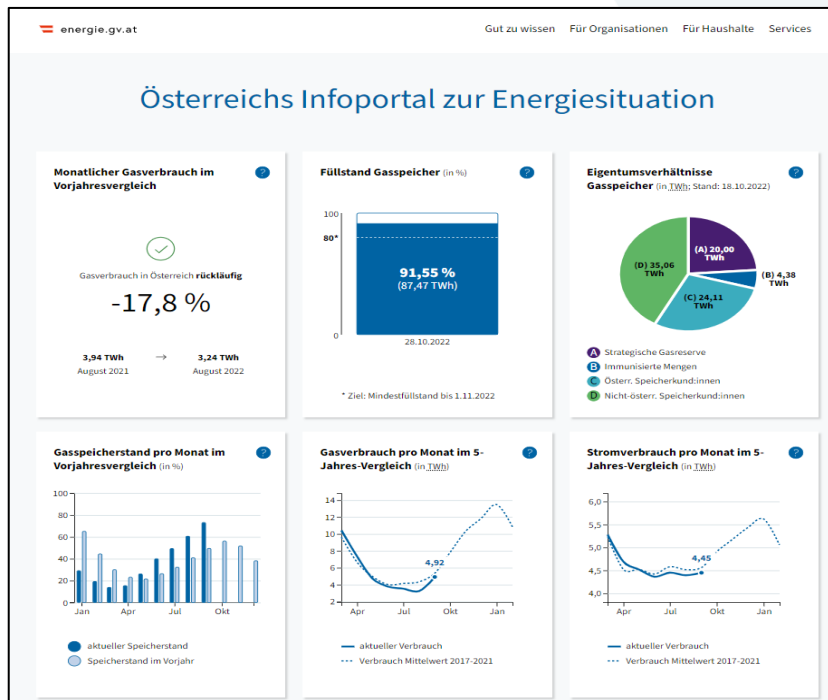 energie.gv.at
Gut zu wissen Für Organisationen Für Haushalte Services
Österreichs Infoportal zur Energiesituation
Monatlicher Gasverbrauch im
Vorjahresvergleich
?
Gasverbrauch in Österreich rückläufig
-17,8 %
3,94 TWh → 3,24 TWh
August 2021 August 2022
Füllstand Gasspeicher (in %)
?
100
80*
91,55 %
(87,47 TWh)
0
28.10.2022
* Ziel: Mindestfüllstand bis 1.11.2022
Eigentumsverhältnisse
Gasspeicher (in TWh; Stand: 18.10.2022)
?
(A) 20,00
TWh
(D) 35,06
TWh
(B) 4,38
TWh
(C) 24,11
TWh
A Strategische Gasreserve
B Immunisierte Mengen
C Österr. Speicherkund:innen
D Nicht-österr. Speicherkund:innen
Gasspeicherstand pro Monat im
Vorjahresvergleich (in %)
?
100
80
60
40
20
0
Jan Apr Jul Okt
aktueller Speicherstand
Speicherstand im Vorjahr
Gasverbrauch pro Monat im 5-
Jahres-Vergleich (in TWh)
?
14
12
10
8
6
4
2
4,92
Apr Jul Okt Jan
aktueller Verbrauch
Verbrauch Mittelwert 2017-2021
Stromverbrauch pro Monat im 5-
Jahres-Vergleich (in TWh)
?
6,0
5,5
5,0
4,5
4,0
4,45
Apr Jul Okt Jan
aktueller Verbrauch
Verbrauch Mittelwert 2017-2021